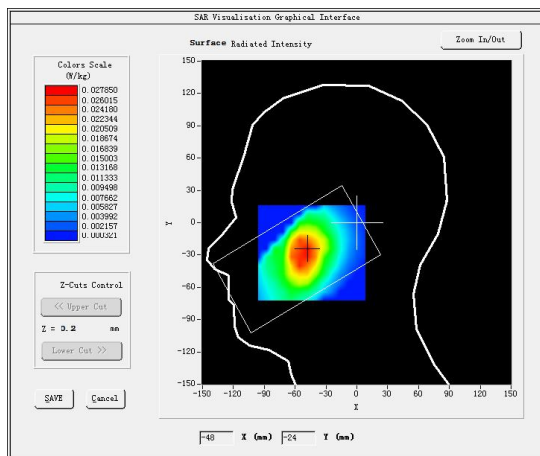 SAR Visualisation Graphical Interface
Surface Radiated Intensity
Zoom In/Out
Colors Scale
(W/kg)
0.027850
0.026015
0.024180
0.022344
0.020509
0.018674
0.016839
0.015003
0.013168
0.011333
0.009498
0.007662
0.005827
0.003992
0.002157
0.000321
Z-Cuts Control
<< Upper Cut
Z = 3.2 mm
Lower Cut >>
SAVE
Cancel
150
120
90
60
30
0
-30
-60
-90
-120
-150
Y
-150 -120 -90 -60 -30 0 30 60 90 120 150
X
-48 X (mm) -24 Y (mm)